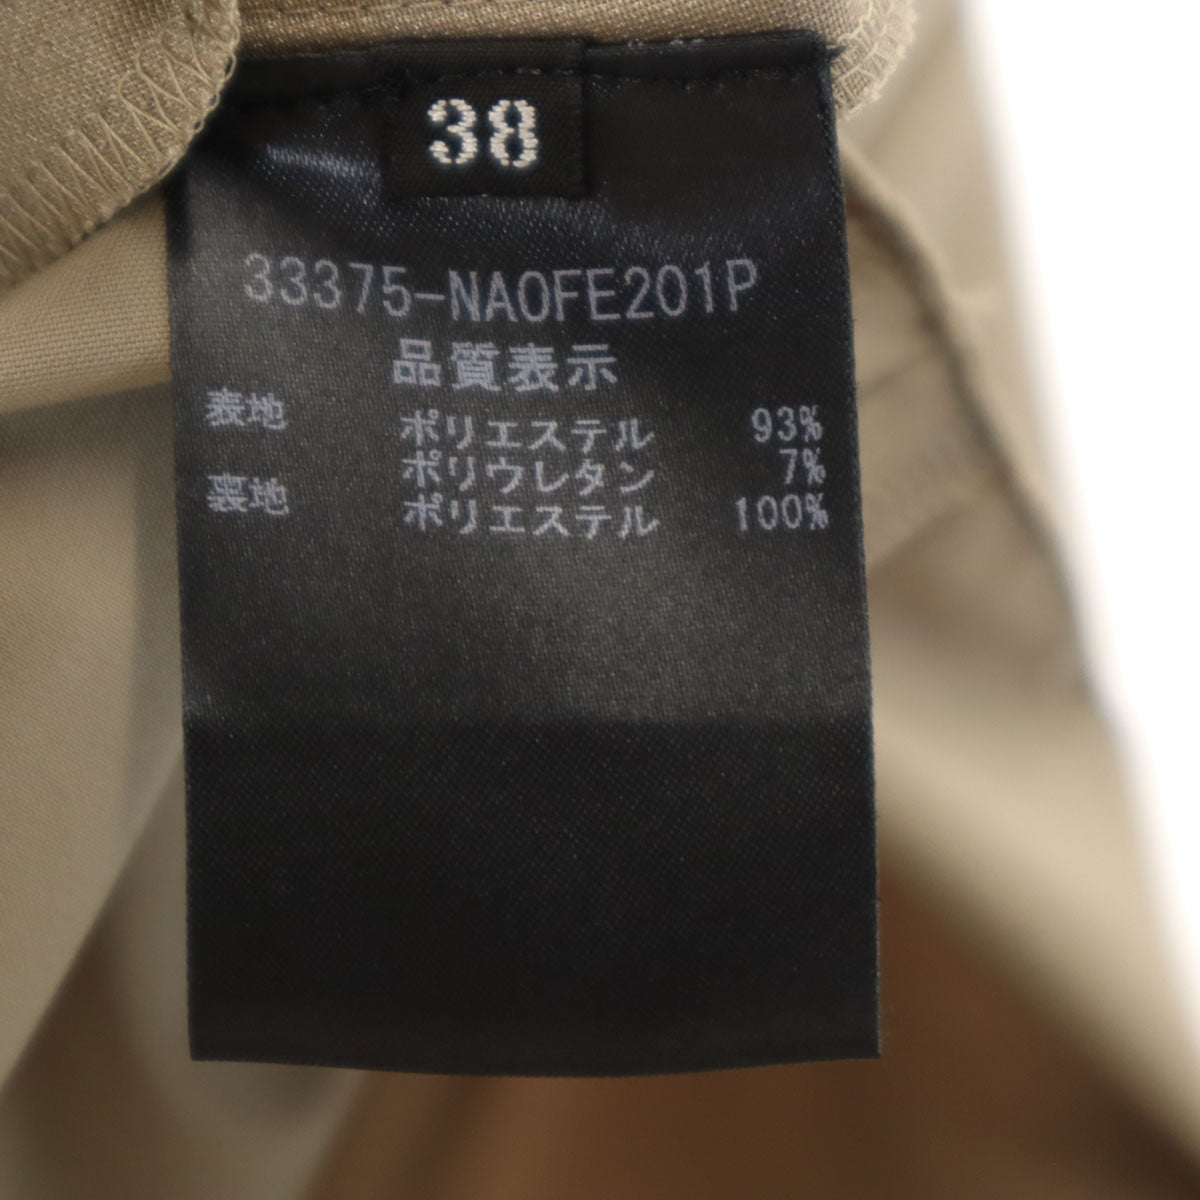 38
33375-NA0FE201P
品質表示
表地 ポリエステル 93%
ポリウレタン 7%
裏地 ポリエステル 100%